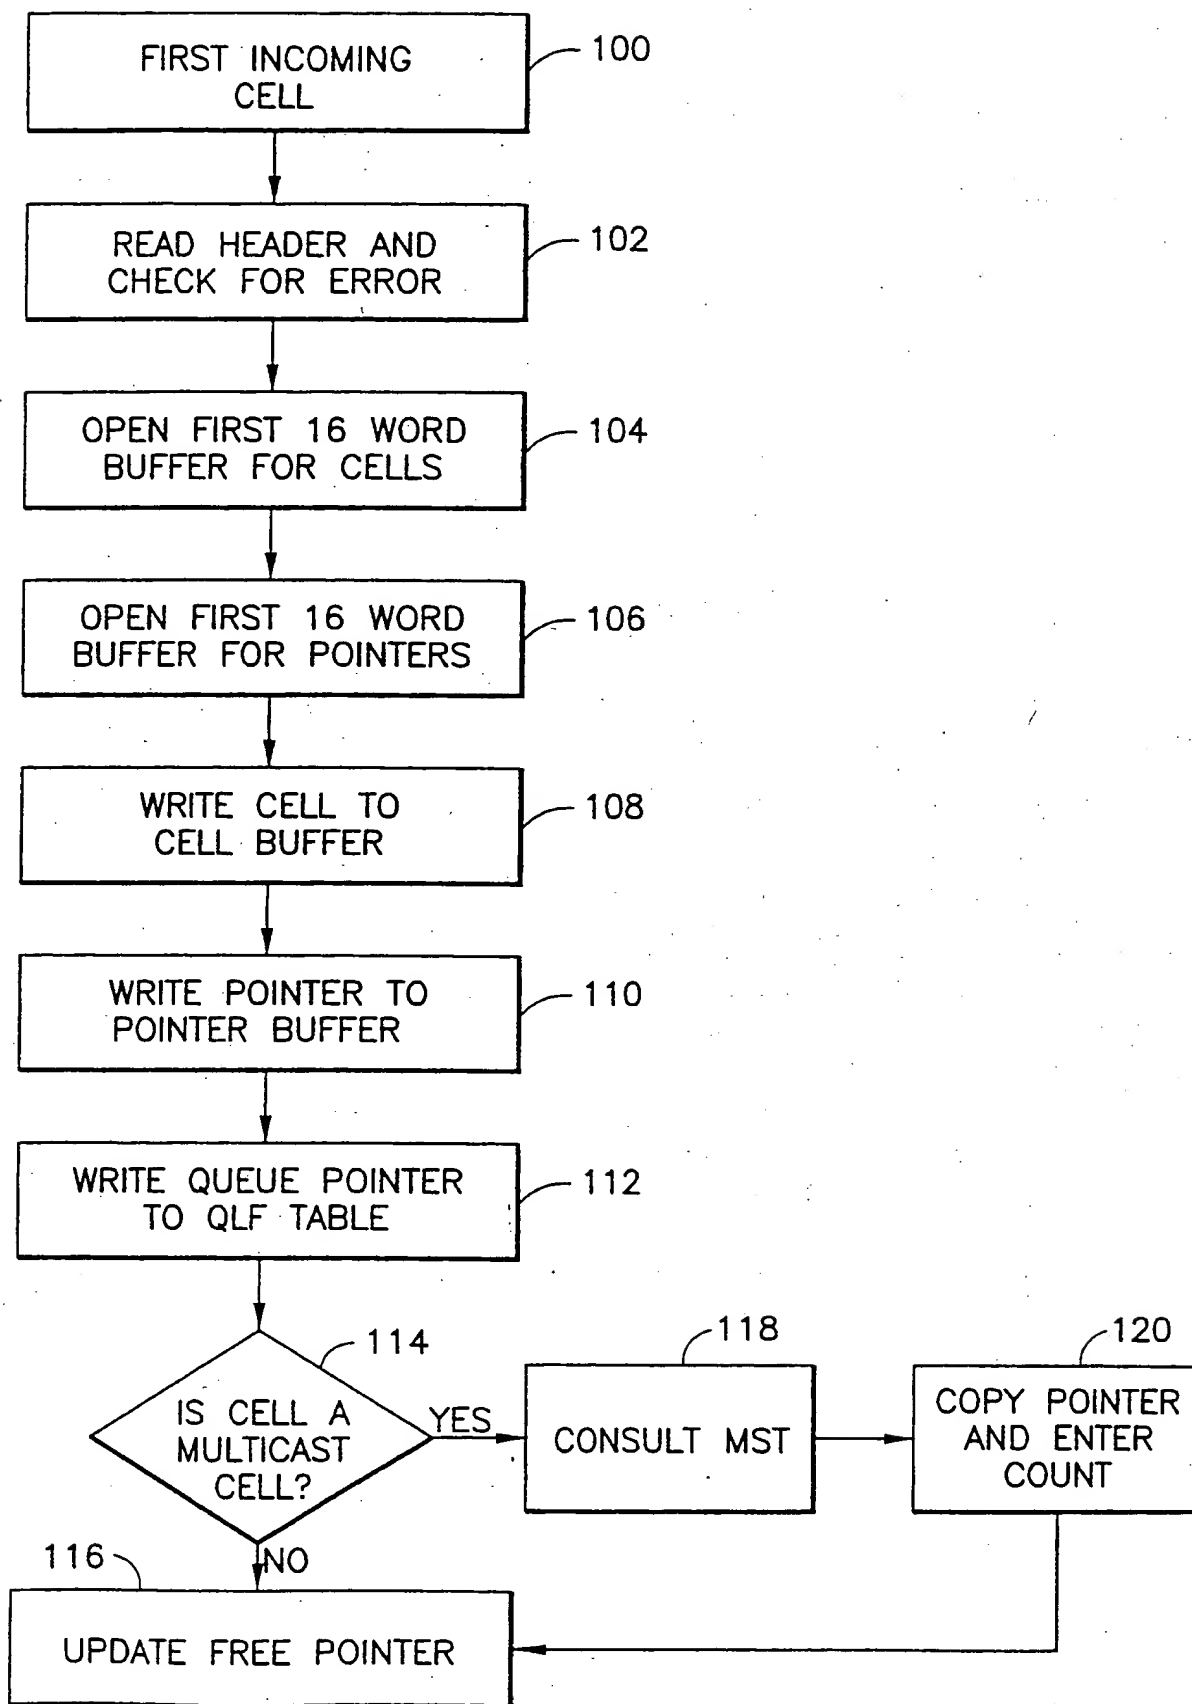 FIRST INCOMING
CELL
100
READ HEADER AND
CHECK FOR ERROR
102
OPEN FIRST 16 WORD
BUFFER FOR CELLS
104
OPEN FIRST 16 WORD
BUFFER FOR POINTERS
106
WRITE CELL TO
CELL BUFFER
108
WRITE POINTER TO
POINTER BUFFER
110
WRITE QUEUE POINTER
TO QLF TABLE
112
114
IS CELL A
MULTICAST
CELL?
YES
118
CONSULT MST
120
COPY POINTER
AND ENTER
COUNT
NO
116
UPDATE FREE POINTER